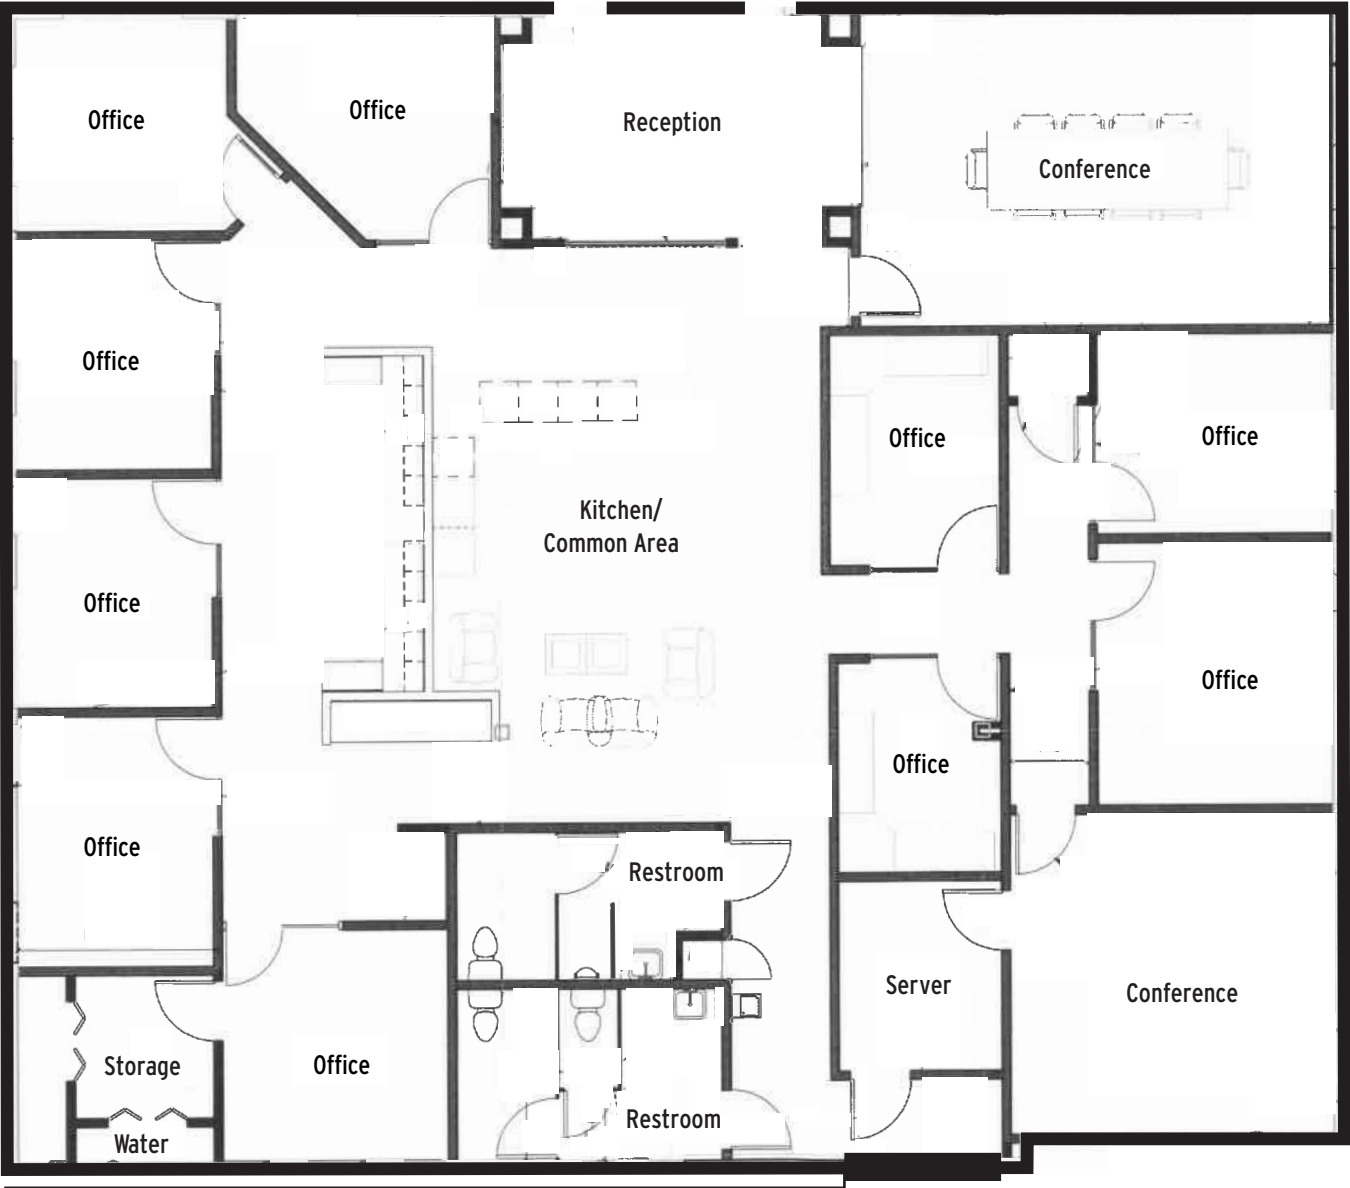 Office
Office
Reception
Conference
Office
Office
Office
Kitchen/
Common Area
Office
Office
Office
Office
Restroom
Server
Conference
Storage
Office
Restroom
Water